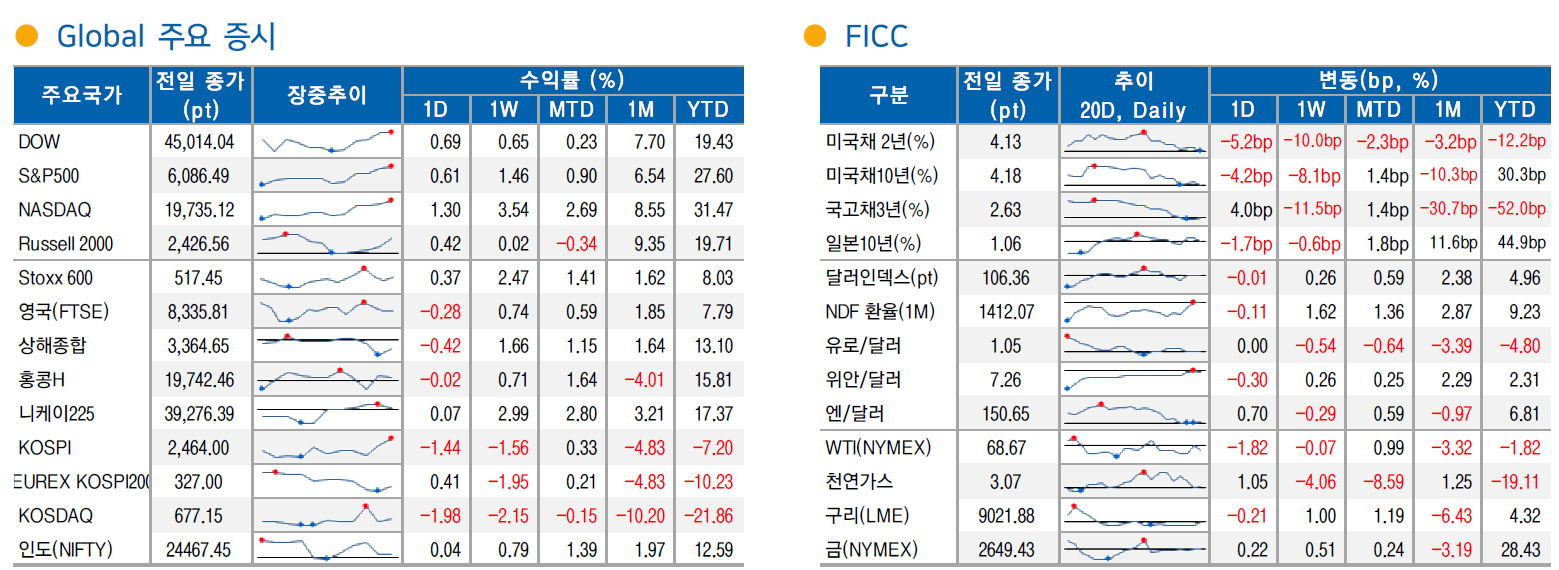 Global 주요 증시
주요국가 전일 종가 (pt) 장중추이 수익률 (%)
1D 1W MTD 1M YTD
DOW 45,014.04 0.69 0.65 0.23 7.70 19.43
S&P500 6,086.49 0.61 1.46 0.90 6.54 27.60
NASDAQ 19,735.12 1.30 3.54 2.69 8.55 31.47
Russell 2000 2,426.56 0.42 0.02 −0.34 9.35 19.71
Stoxx 600 517.45 0.37 2.47 1.41 1.62 8.03
영국(FTSE) 8,335.81 −0.28 0.74 0.59 1.85 7.79
상해종합 3,364.65 −0.42 1.66 1.15 1.64 13.10
홍콩H 19,742.46 −0.02 0.71 1.64 −4.01 15.81
니케이225 39,276.39 0.07 2.99 2.80 3.21 17.37
KOSPI 2,464.00 −1.44 −1.56 0.33 −4.83 −7.20
EUREX KOSPI200 327.00 0.41 −1.95 0.21 −4.83 −10.23
KOSDAQ 677.15 −1.98 −2.15 −0.15 −10.20 −21.86
인도(NIFTY) 24467.45 0.04 0.79 1.39 1.97 12.59
FICC
구분 전일 종가 (pt) 추이 20D, Daily 변동(bp, %)
1D 1W MTD 1M YTD
미국채 2년(%) 4.13 −5.2bp −10.0bp −2.3bp −3.2bp −12.2bp
미국채10년(%) 4.18 −4.2bp −8.1bp 1.4bp −10.3bp 30.3bp
국고채3년(%) 2.63 4.0bp −11.5bp 1.4bp −30.7bp −52.0bp
일본10년(%) 1.06 −1.7bp −0.6bp 1.8bp 11.6bp 44.9bp
달러인덱스(pt) 106.36 −0.01 0.26 0.59 2.38 4.96
NDF 환율(1M) 1412.07 −0.11 1.62 1.36 2.87 9.23
유로/달러 1.05 0.00 −0.54 −0.64 −3.39 −4.80
위안/달러 7.26 −0.30 0.26 0.25 2.29 2.31
엔/달러 150.65 0.70 −0.29 0.59 −0.97 6.81
WTI(NYMEX) 68.67 −1.82 −0.07 0.99 −3.32 −1.82
천연가스 3.07 1.05 −4.06 −8.59 1.25 −19.11
구리(LME) 9021.88 −0.21 1.00 1.19 −6.43 4.32
금(NYMEX) 2649.43 0.22 0.51 0.24 −3.19 28.43